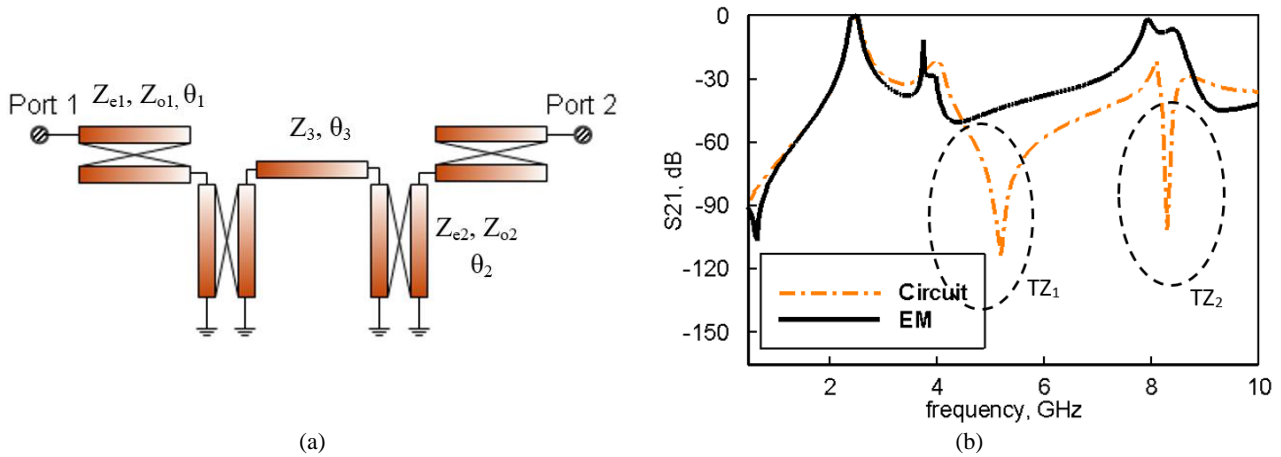 Port 1
Ze1, Zo1, θ1
Z3, θ3
Port 2
Ze2, Zo2
θ2
(a)
S21, dB
0
-30
-60
-90
-120
-150
Circuit
EM
TZ1
TZ2
2
4
6
8
10
frequency, GHz
(b)